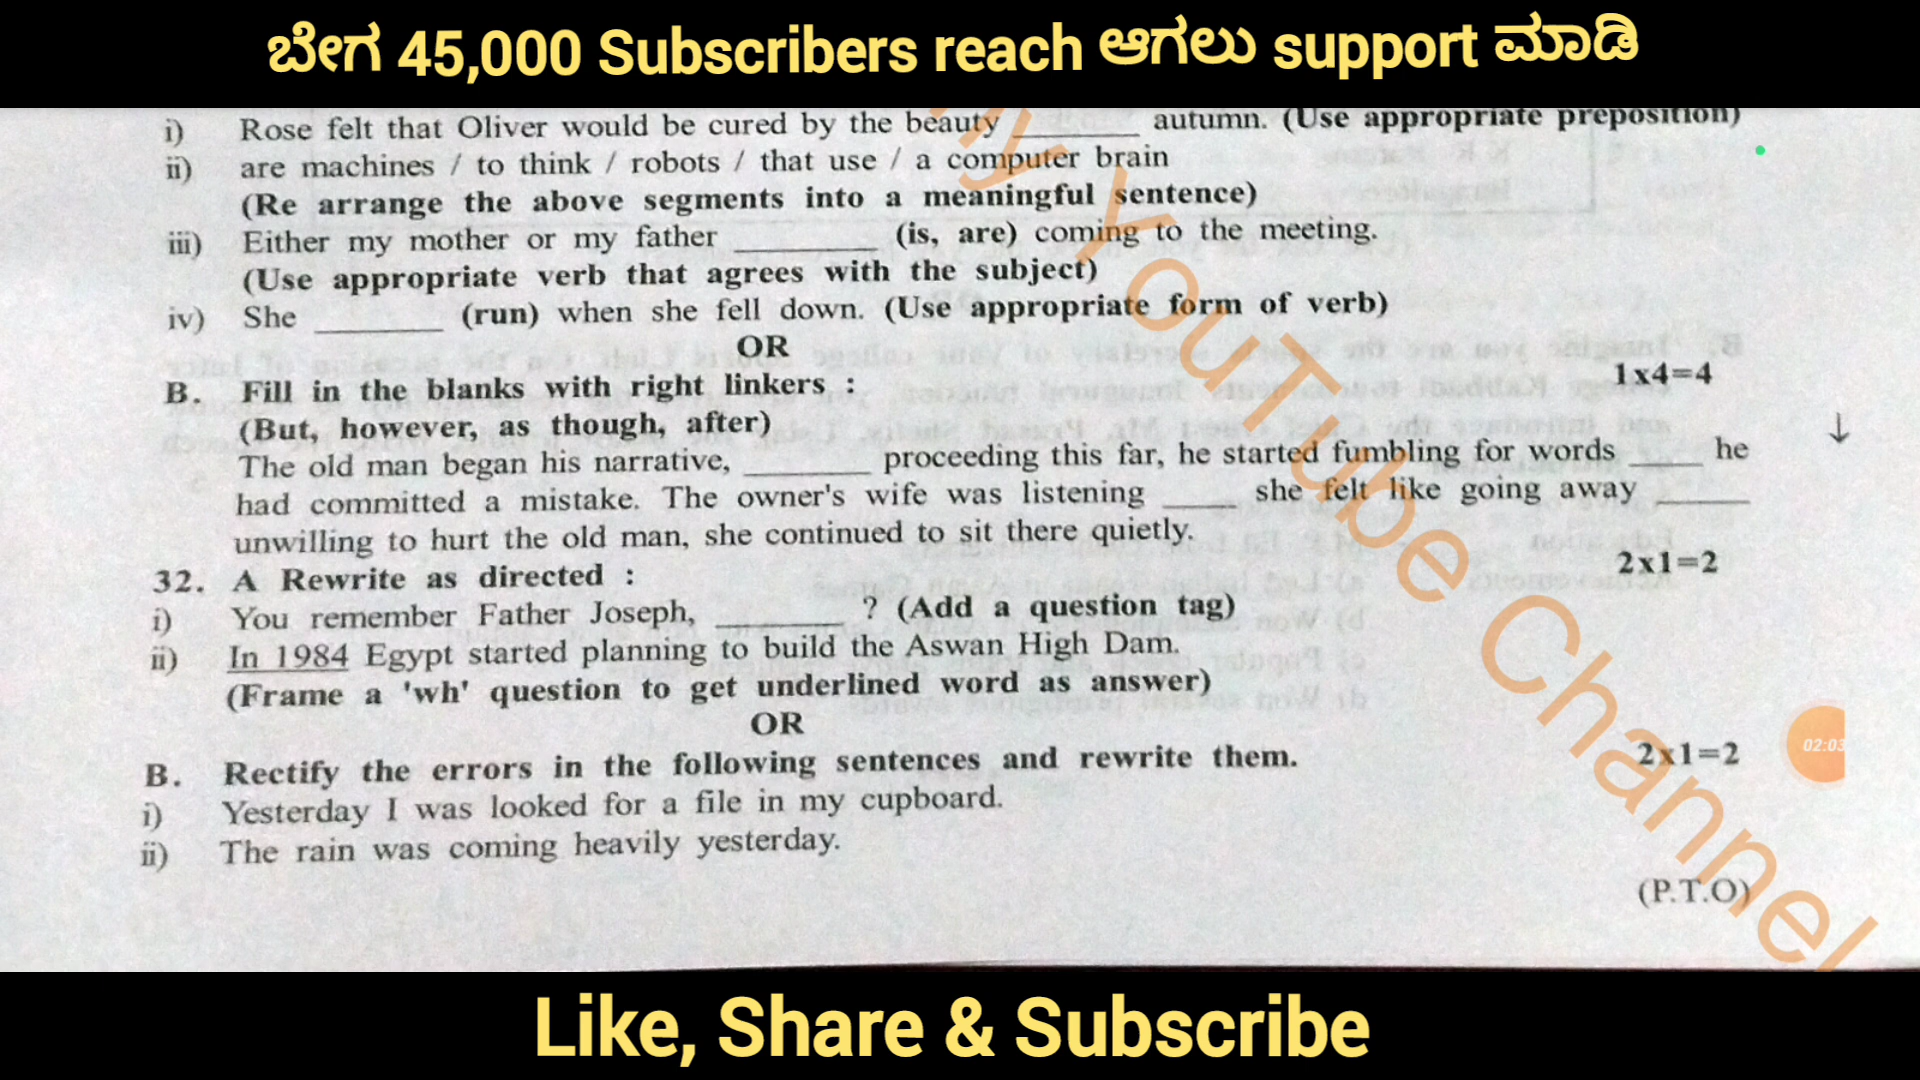 ಬೇಗ 45,000 Subscribers reach ಆಗಲು support ಮಾಡಿ
i) Rose felt that Oliver would be cured by the beauty ________ autumn. (Use appropriate preposition)
ii) are machines / to think / robots / that use / a computer brain
(Re arrange the above segments into a meaningful sentence)
iii) Either my mother or my father ________ (is, are) coming to the meeting.
(Use appropriate verb that agrees with the subject)
iv) She ________ (run) when she fell down. (Use appropriate form of verb)
OR
B. Fill in the blanks with right linkers : 1x4=4
(But, however, as though, after)
The old man began his narrative, ________ proceeding this far, he started fumbling for words ____ he
had committed a mistake. The owner's wife was listening ____ she felt like going away _____
unwilling to hurt the old man, she continued to sit there quietly.
32. A Rewrite as directed : 2x1=2
i) You remember Father Joseph, ________ ? (Add a question tag)
ii) In 1984 Egypt started planning to build the Aswan High Dam.
(Frame a 'wh' question to get underlined word as answer)
OR
B. Rectify the errors in the following sentences and rewrite them. 2x1=2
i) Yesterday I was looked for a file in my cupboard.
ii) The rain was coming heavily yesterday.
(P.T.O)
my YouTube Channel
02:03
Like, Share & Subscribe